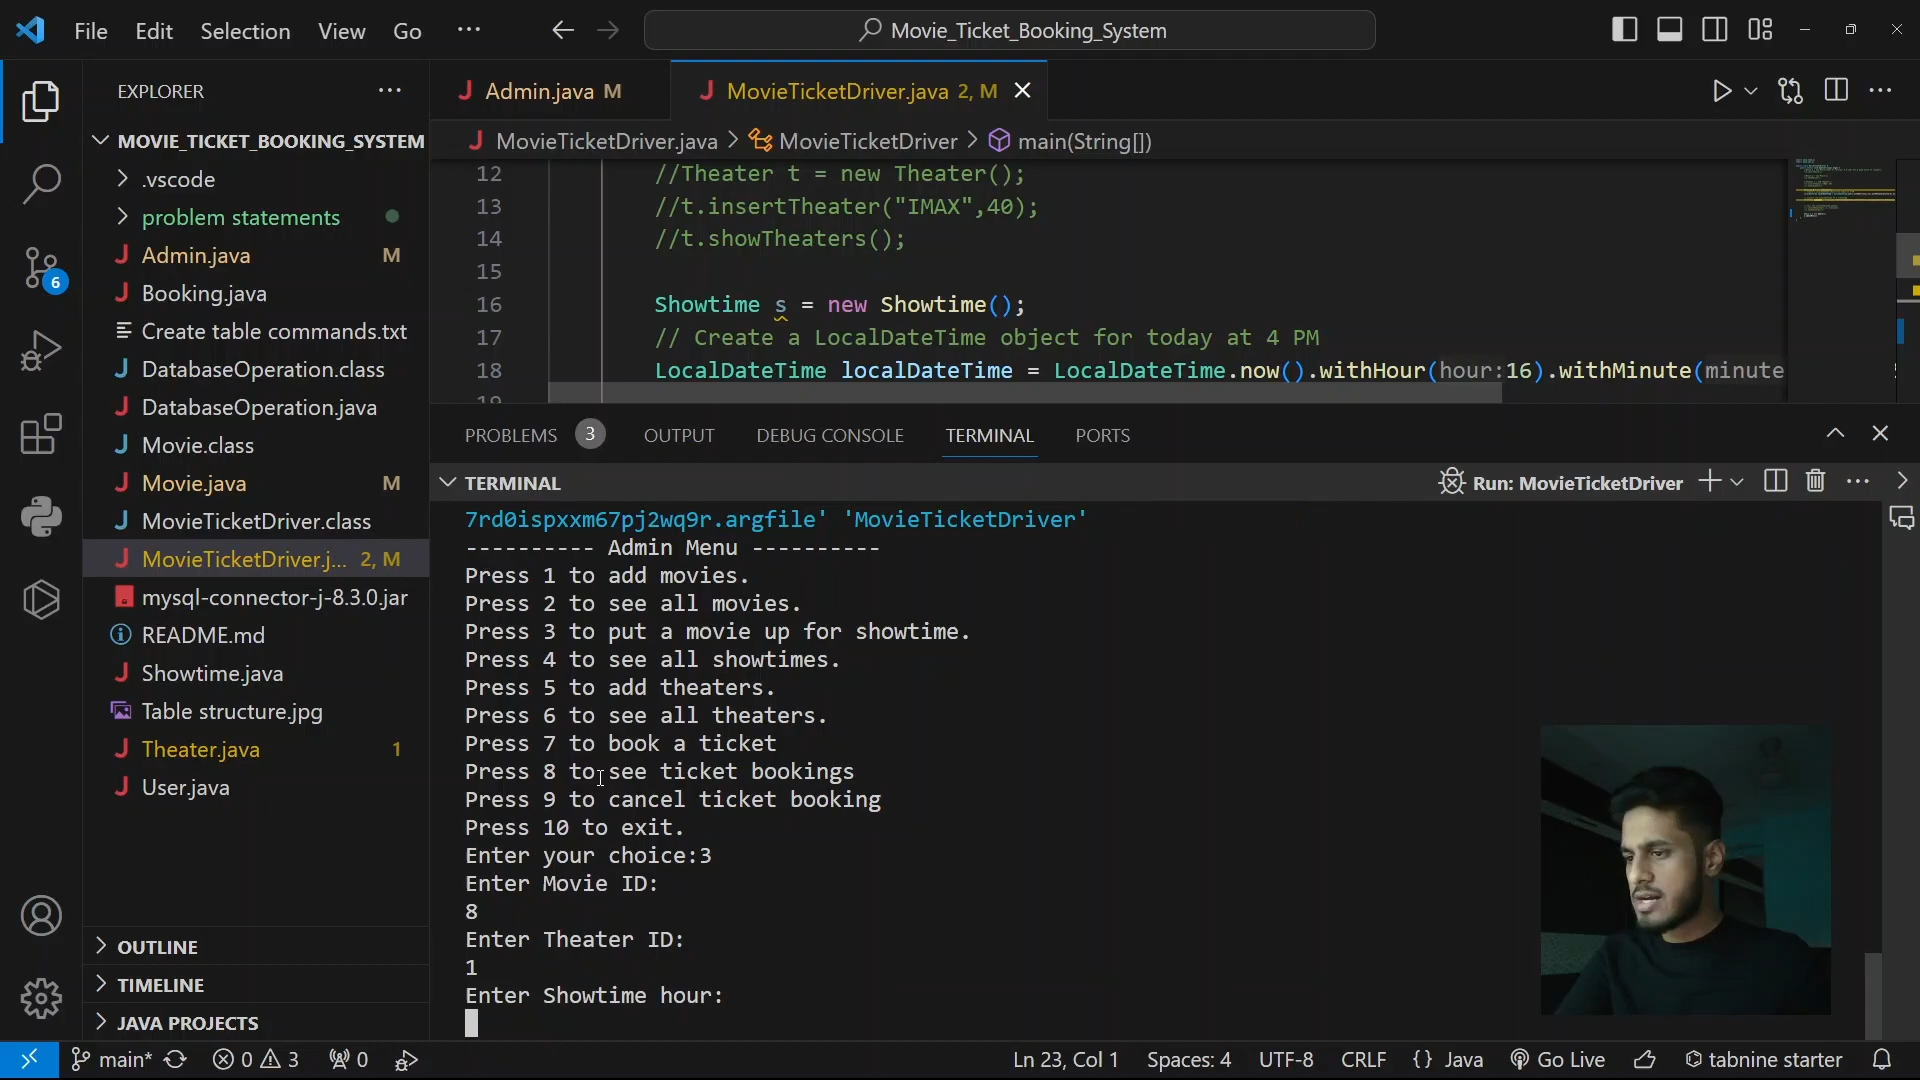 File Edit Selection View Go ... Movie_Ticket_Booking_System
EXPLORER ...
MOVIE_TICKET_BOOKING_SYSTEM
.vscode
problem statements
Admin.java M
Booking.java
Create table commands.txt
DatabaseOperation.class
DatabaseOperation.java
Movie.class
Movie.java M
MovieTicketDriver.class
MovieTicketDriver.j... 2, M
mysql-connector-j-8.3.0.jar
README.md
Showtime.java
Table structure.jpg
Theater.java 1
User.java
OUTLINE
TIMELINE
JAVA PROJECTS
6
Admin.java M MovieTicketDriver.java 2, M
MovieTicketDriver.java > MovieTicketDriver > main(String[])
12 //Theater t = new Theater();
13 //t.insertTheater("IMAX",40);
14 //t.showTheaters();
15
16 Showtime s = new Showtime();
17 // Create a LocalDateTime object for today at 4 PM
18 LocalDateTime localDateTime = LocalDateTime.now().withHour(hour:16).withMinute(minute
19
PROBLEMS 3 OUTPUT DEBUG CONSOLE TERMINAL PORTS
TERMINAL Run: MovieTicketDriver
7rd0ispxxm67pj2wq9r.argfile' 'MovieTicketDriver'
---------- Admin Menu ----------
Press 1 to add movies.
Press 2 to see all movies.
Press 3 to put a movie up for showtime.
Press 4 to see all showtimes.
Press 5 to add theaters.
Press 6 to see all theaters.
Press 7 to book a ticket
Press 8 to see ticket bookings
Press 9 to cancel ticket booking
Press 10 to exit.
Enter your choice:3
Enter Movie ID:
8
Enter Theater ID:
1
Enter Showtime hour:
main* 0 3 0 Ln 23, Col 1 Spaces: 4 UTF-8 CRLF {} Java Go Live tabnine starter